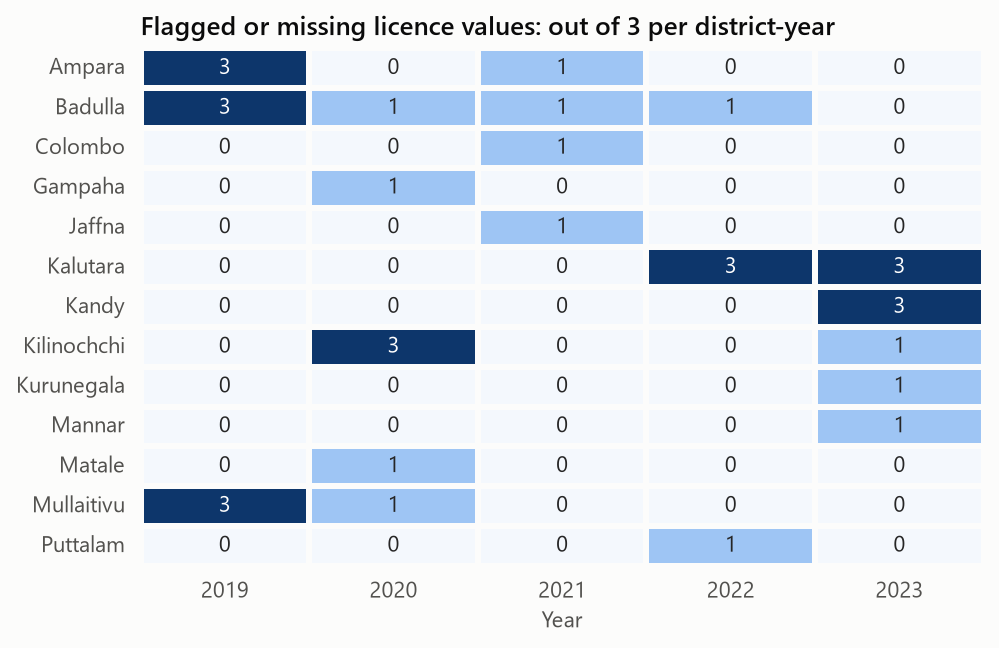 Flagged or missing licence values: out of 3 per district-year
Ampara 3 0 1 0 0
Badulla 3 1 1 1 0
Colombo 0 0 1 0 0
Gampaha 0 1 0 0 0
Jaffna 0 0 1 0 0
Kalutara 0 0 0 3 3
Kandy 0 0 0 0 3
Kilinochchi 0 3 0 0 1
Kurunegala 0 0 0 0 1
Mannar 0 0 0 0 1
Matale 0 1 0 0 0
Mullaitivu 3 1 0 0 0
Puttalam 0 0 0 1 0
2019 2020 2021 2022 2023
Year